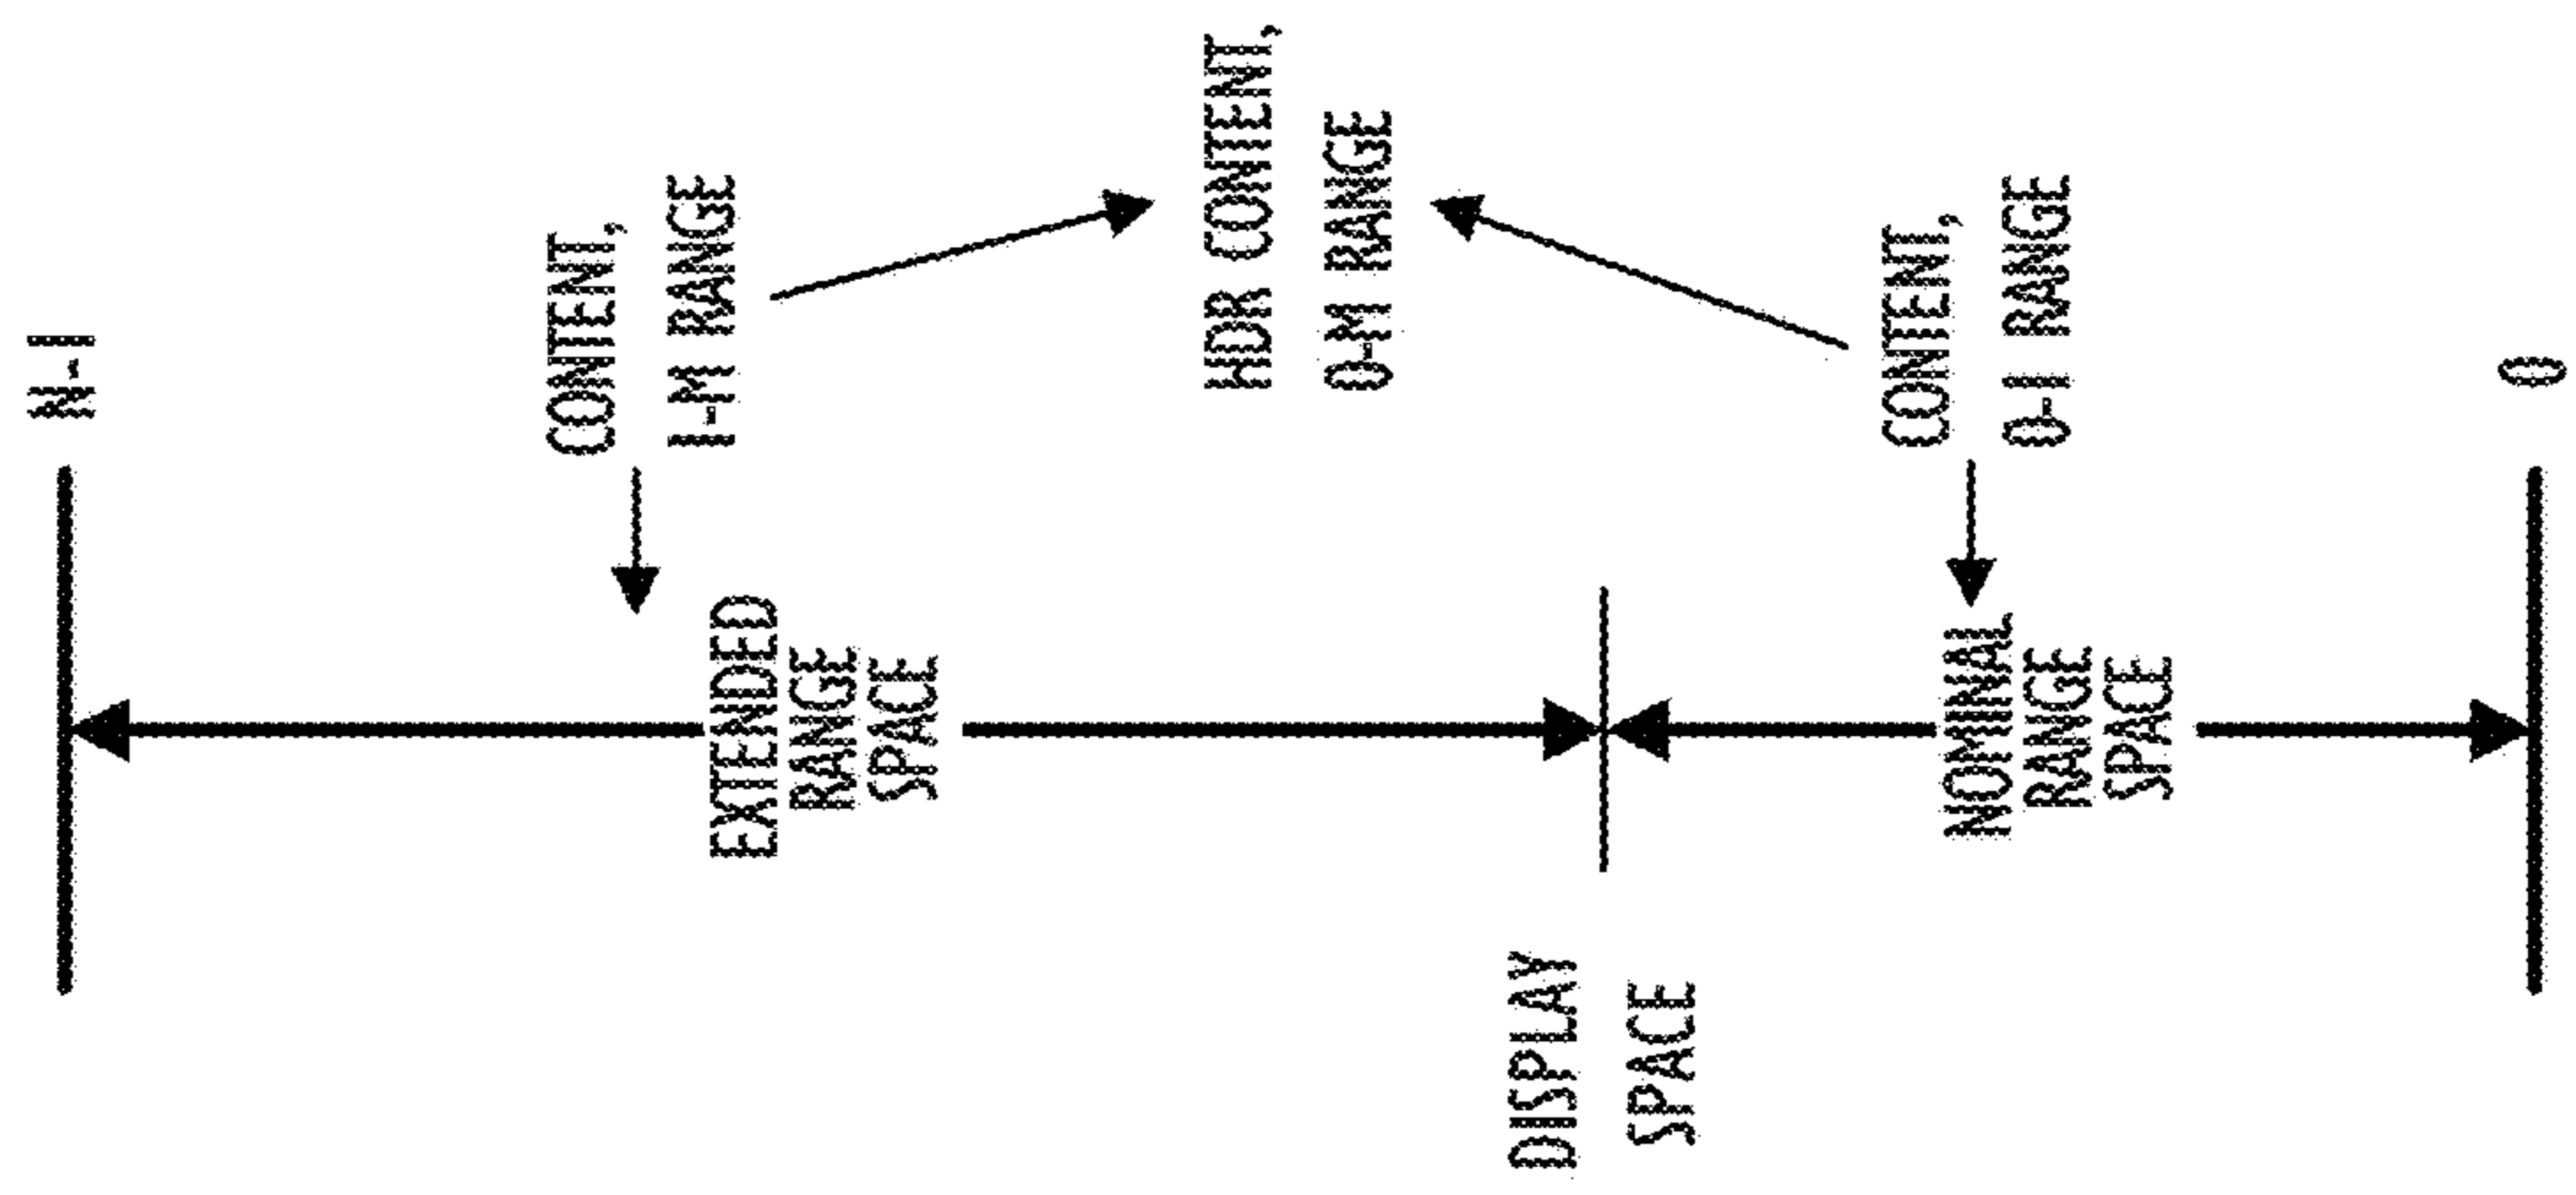 N-1
CONTENT,
1-M RANGE
EXTENDED
RANGE
SPACE
HDR CONTENT,
0-M RANGE
DISPLAY
SPACE
CONTENT,
0-1 RANGE
NOMINAL
RANGE
SPACE
0